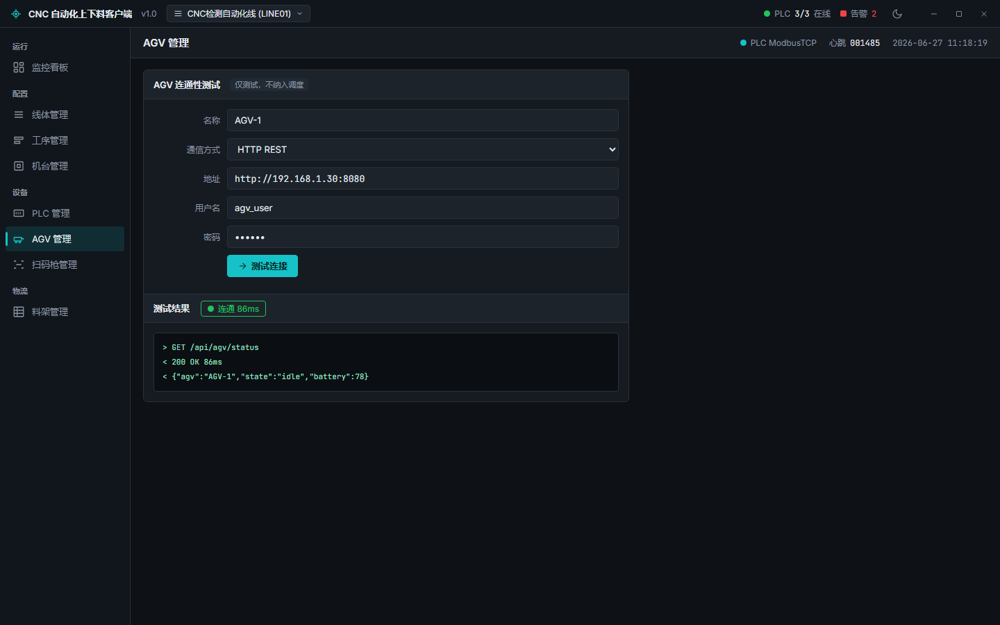 CNC 自动化上下料客户端 v1.0 CNC检测自动化线 (LINE01) PLC 3/3 在线 告警 2
运行
监控看板
配置
线体管理
工序管理
机台管理
设备
PLC 管理
AGV 管理
扫码枪管理
物流
料架管理
AGV 管理 PLC ModbusTCP 心跳 001485 2026-06-27 11:18:19
AGV 连通性测试 仅测试，不纳入调度
名称 AGV-1
通信方式 HTTP REST
地址 http://192.168.1.30:8080
用户名 agv_user
密码 ••••••
→ 测试连接
测试结果 连通 86ms
> GET /api/agv/status
< 200 OK 86ms
< {"agv":"AGV-1","state":"idle","battery":78}